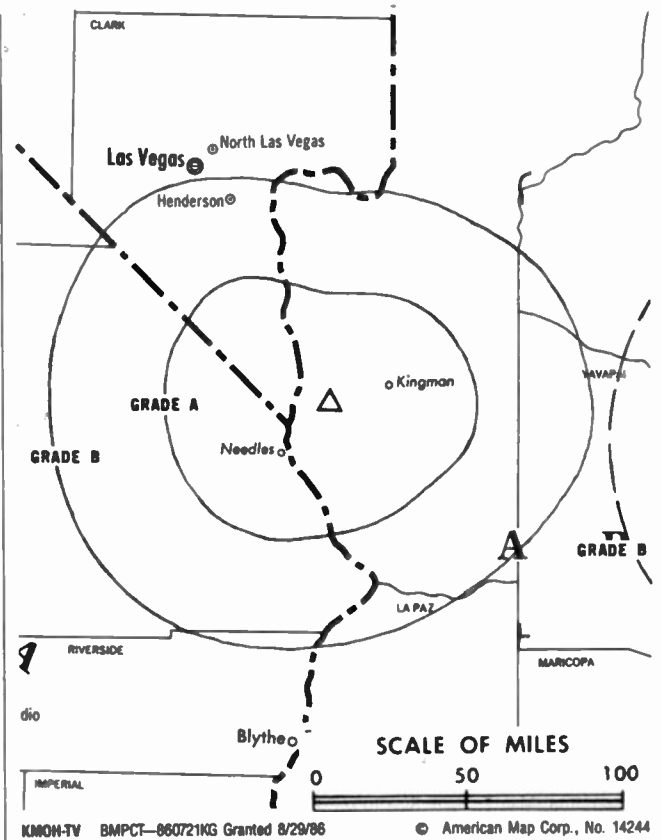 CLARK
North Las Vegas
Las Vegas
Henderson
YAVAPAI
Kingman
GRADE A
GRADE B
Needles
A
GRADE B
LA PAZ
RIVERSIDE
MARICOPA
dio
Blythe
SCALE OF MILES
0 50 100
IMPERIAL
KMOH-TV BMPCT—860721KG Granted 8/29/86 © American Map Corp., No. 14244